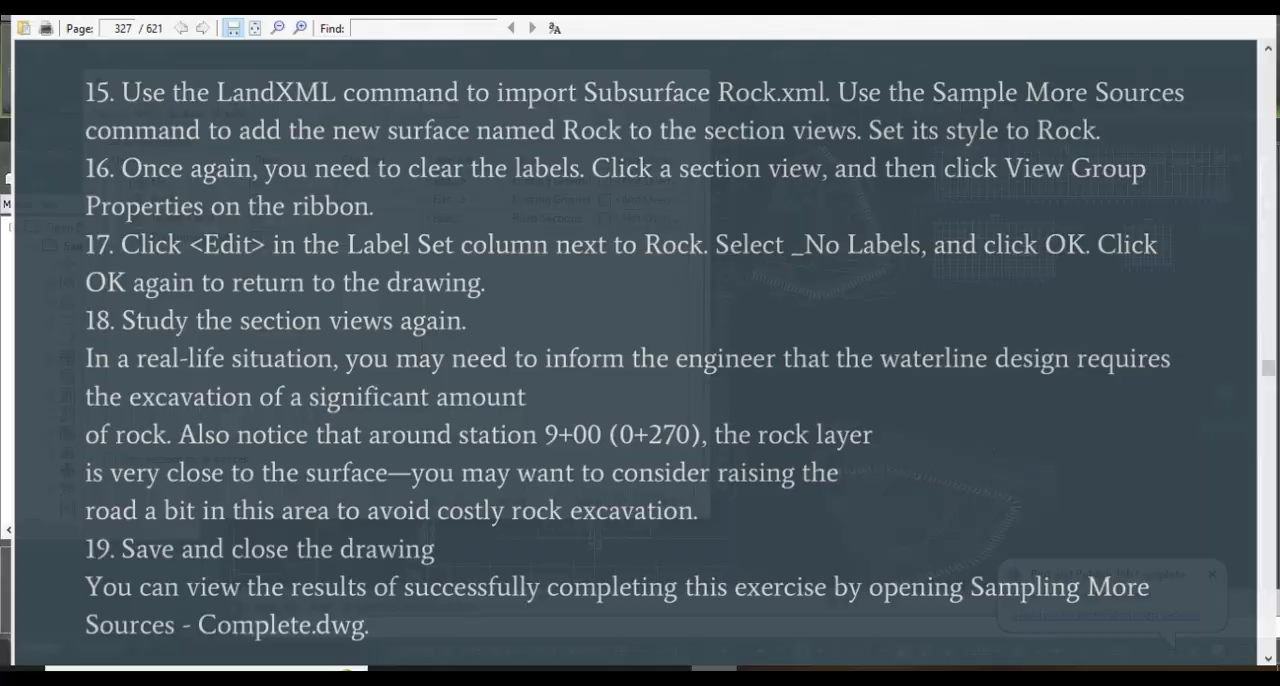 Page: 327 / 621 Find:
15. Use the LandXML command to import Subsurface Rock.xml. Use the Sample More Sources
command to add the new surface named Rock to the section views. Set its style to Rock.
16. Once again, you need to clear the labels. Click a section view, and then click View Group
Properties on the ribbon.
17. Click <Edit> in the Label Set column next to Rock. Select _No Labels, and click OK. Click
OK again to return to the drawing.
18. Study the section views again.
In a real-life situation, you may need to inform the engineer that the waterline design requires
the excavation of a significant amount
of rock. Also notice that around station 9+00 (0+270), the rock layer
is very close to the surface—you may want to consider raising the
road a bit in this area to avoid costly rock excavation.
19. Save and close the drawing
You can view the results of successfully completing this exercise by opening Sampling More
Sources - Complete.dwg.